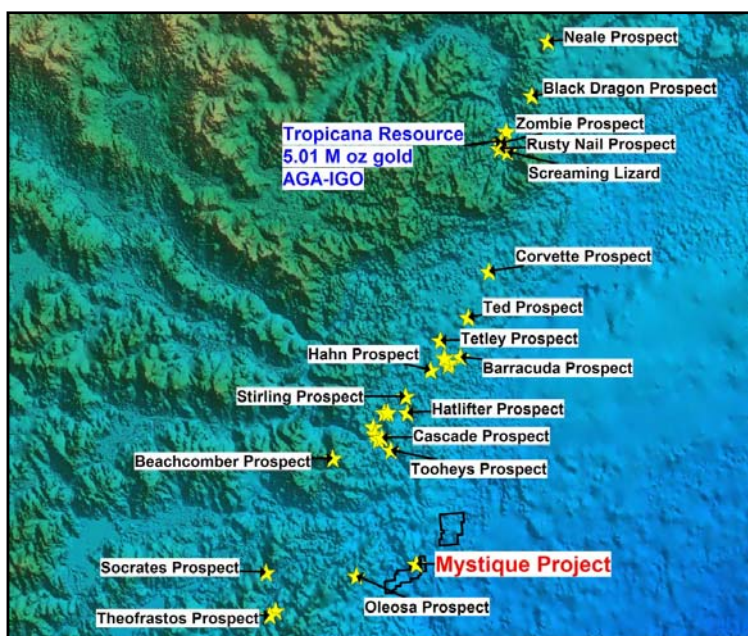 Neale Prospect
Black Dragon Prospect
Zombie Prospect
Tropicana Resource
5.01 M oz gold
AGA-IGO
Rusty Nail Prospect
Screaming Lizard
Corvette Prospect
Ted Prospect
Tetley Prospect
Hahn Prospect
Barracuda Prospect
Stirling Prospect
Hatlifter Prospect
Cascade Prospect
Beachcomber Prospect
Tooheys Prospect
Mystique Project
Socrates Prospect
Oleosa Prospect
Theofrastos Prospect